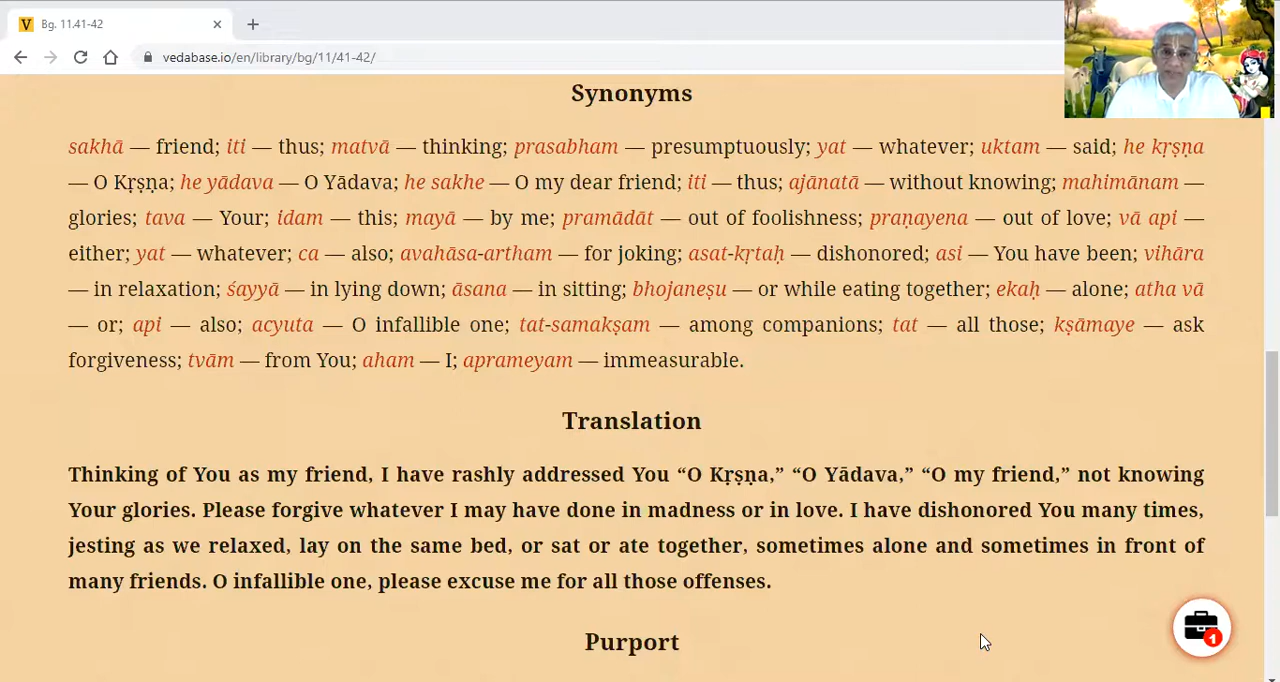 Bg. 11.41-42
vedabase.io/en/library/bg/11/41-42/
Synonyms
sakhā — friend; iti — thus; matvā — thinking; prasabham — presumptuously; yat — whatever; uktam — said; he kṛṣṇa
— O Kṛṣṇa; he yādava — O Yādava; he sakhe — O my dear friend; iti — thus; ajānatā — without knowing; mahimānam —
glories; tava — Your; idam — this; mayā — by me; pramādāt — out of foolishness; praṇayena — out of love; vā api —
either; yat — whatever; ca — also; avahāsa-artham — for joking; asat-kṛtaḥ — dishonored; asi — You have been; vihāra
— in relaxation; śayyā — in lying down; āsana — in sitting; bhojaneṣu — or while eating together; ekaḥ — alone; atha vā
— or; api — also; acyuta — O infallible one; tat-samakṣam — among companions; tat — all those; kṣāmaye — ask
forgiveness; tvām — from You; aham — I; aprameyam — immeasurable.
Translation
Thinking of You as my friend, I have rashly addressed You “O Kṛṣṇa,” “O Yādava,” “O my friend,” not knowing
Your glories. Please forgive whatever I may have done in madness or in love. I have dishonored You many times,
jesting as we relaxed, lay on the same bed, or sat or ate together, sometimes alone and sometimes in front of
many friends. O infallible one, please excuse me for all those offenses.
1
Purport